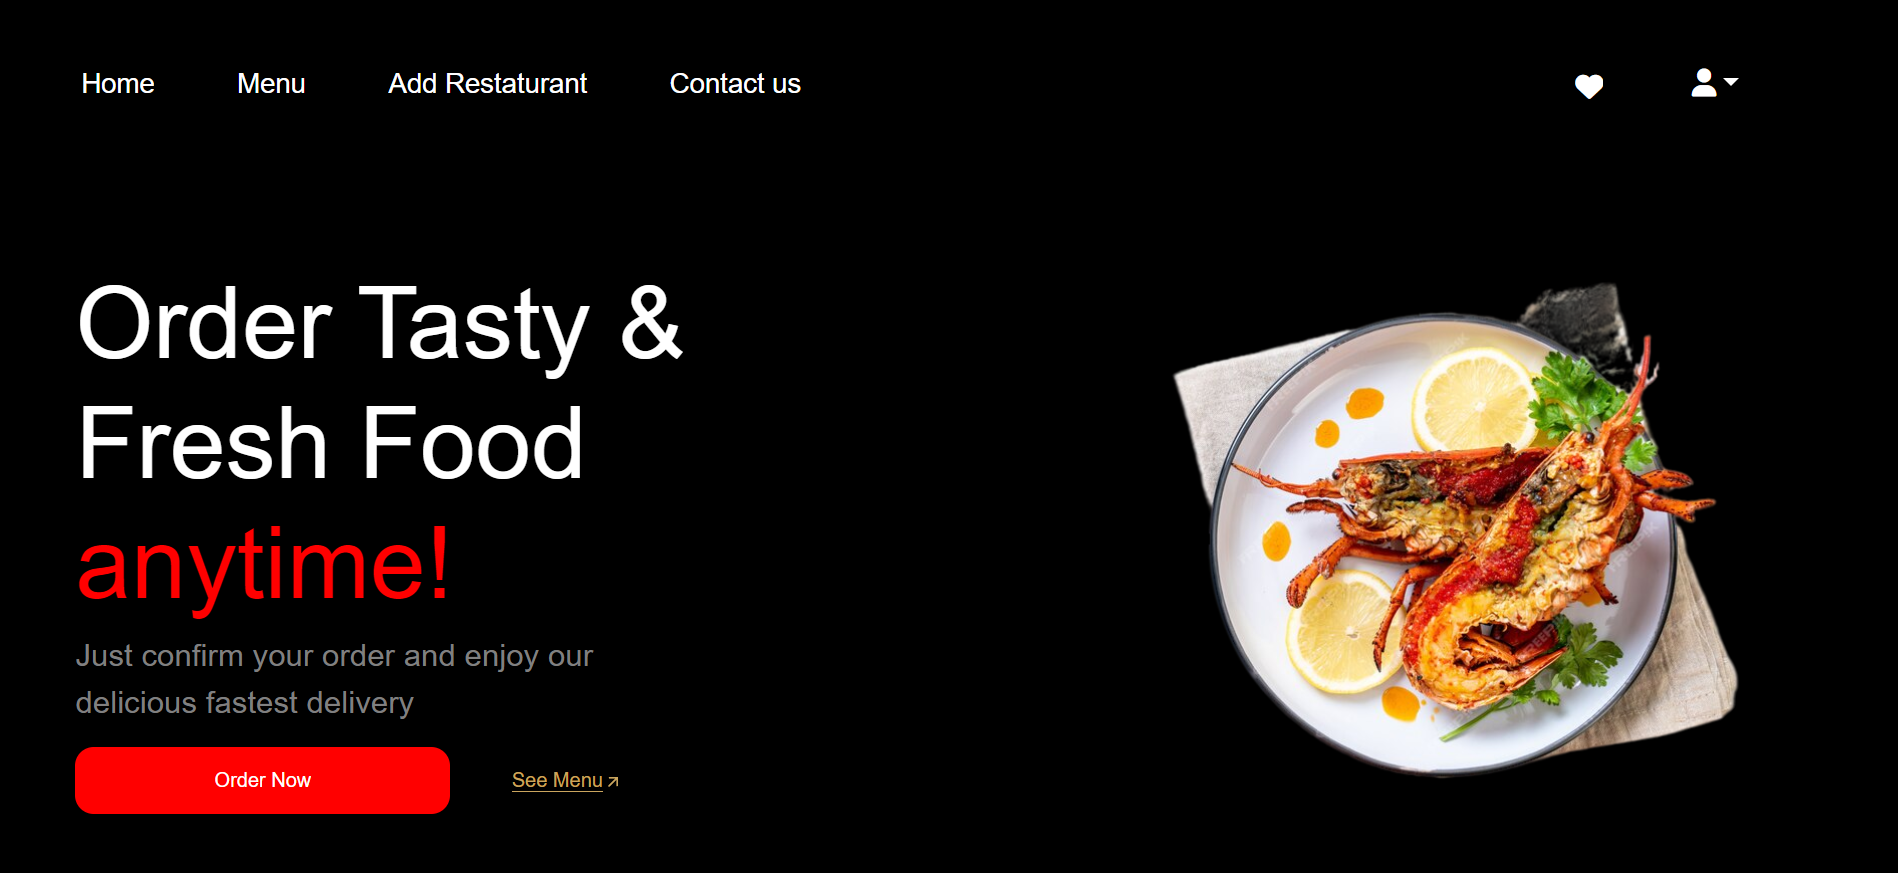 Home Menu Add Restaturant Contact us
Order Tasty &
Fresh Food
anytime!
Just confirm your order and enjoy our
delicious fastest delivery
Order Now See Menu